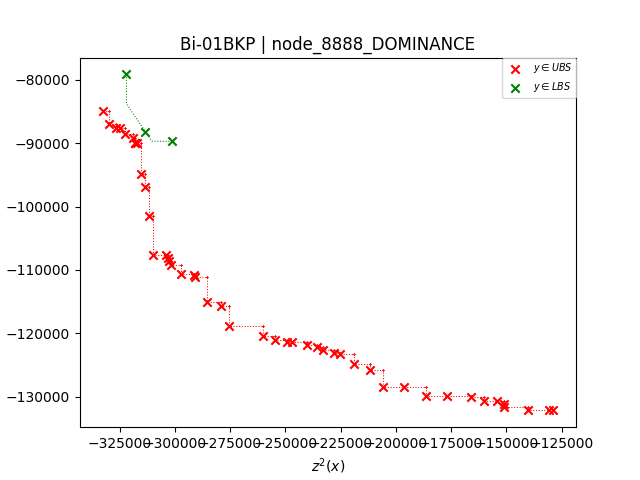 Bi-01BKP | node_8888_DOMINANCE
y ∈ UBS
y ∈ LBS
−80000
−90000
−100000
−110000
−120000
−130000
−325000−300000−275000−250000−225000−200000−175000−150000−125000
z²(x)